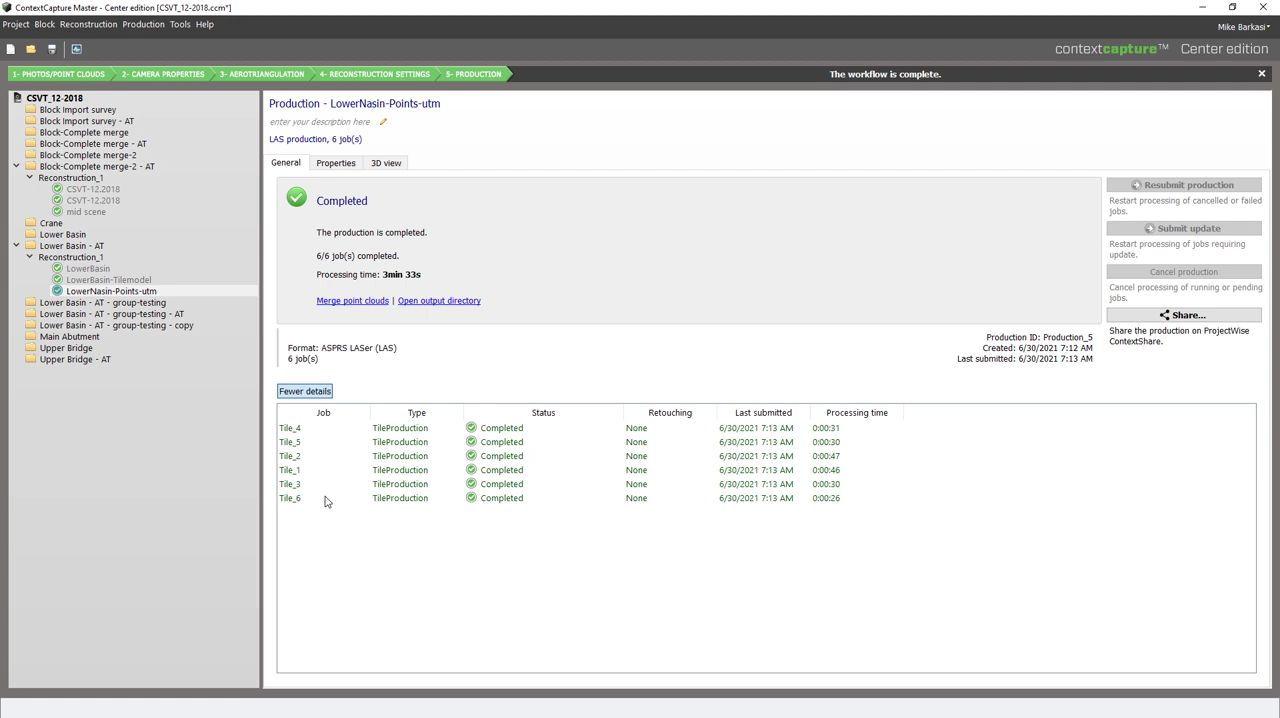 ContextCapture Master - Center edition [CSVT_12-2018.ccm*]
Project Block Reconstruction Production Tools Help
Mike Barkasi
contextcapture™ Center edition
1- PHOTOS/POINT CLOUDS 2- CAMERA PROPERTIES 3- AEROTRIANGULATION 4- RECONSTRUCTION SETTINGS 5- PRODUCTION The workflow is complete.
CSVT_12-2018
Block Import survey
Block Import survey - AT
Block-Complete merge
Block-Complete merge - AT
Block-Complete merge-2
Block-Complete merge-2 - AT
Reconstruction_1
CSVT-12.2018
CSVT-12.2018
mid scene
Crane
Lower Basin
Lower Basin - AT
Reconstruction_1
LowerBasin
LowerBasin-Tilemodel
LowerNasin-Points-utm
Lower Basin - AT - group-testing
Lower Basin - AT - group-testing - AT
Lower Basin - AT - group-testing - copy
Main Abutment
Upper Bridge
Upper Bridge - AT
Production - LowerNasin-Points-utm
enter your description here
LAS production, 6 job(s)
General Properties 3D view
Completed
The production is completed.
6/6 job(s) completed.
Processing time: 3min 33s
Merge point clouds | Open output directory
Resubmit production
Restart processing of cancelled or failed
jobs.
Submit update
Restart processing of jobs requiring
update.
Cancel production
Cancel processing of running or pending
jobs.
Share...
Share the production on ProjectWise
ContextShare.
Format: ASPRS LASer (LAS)
6 job(s)
Production ID: Production_5
Created: 6/30/2021 7:12 AM
Last submitted: 6/30/2021 7:13 AM
Fewer details
Job Type Status Retouching Last submitted Processing time
Tile_4 TileProduction Completed None 6/30/2021 7:13 AM 0:00:31
Tile_5 TileProduction Completed None 6/30/2021 7:13 AM 0:00:30
Tile_2 TileProduction Completed None 6/30/2021 7:13 AM 0:00:47
Tile_1 TileProduction Completed None 6/30/2021 7:13 AM 0:00:46
Tile_3 TileProduction Completed None 6/30/2021 7:13 AM 0:00:30
Tile_6 TileProduction Completed None 6/30/2021 7:13 AM 0:00:26